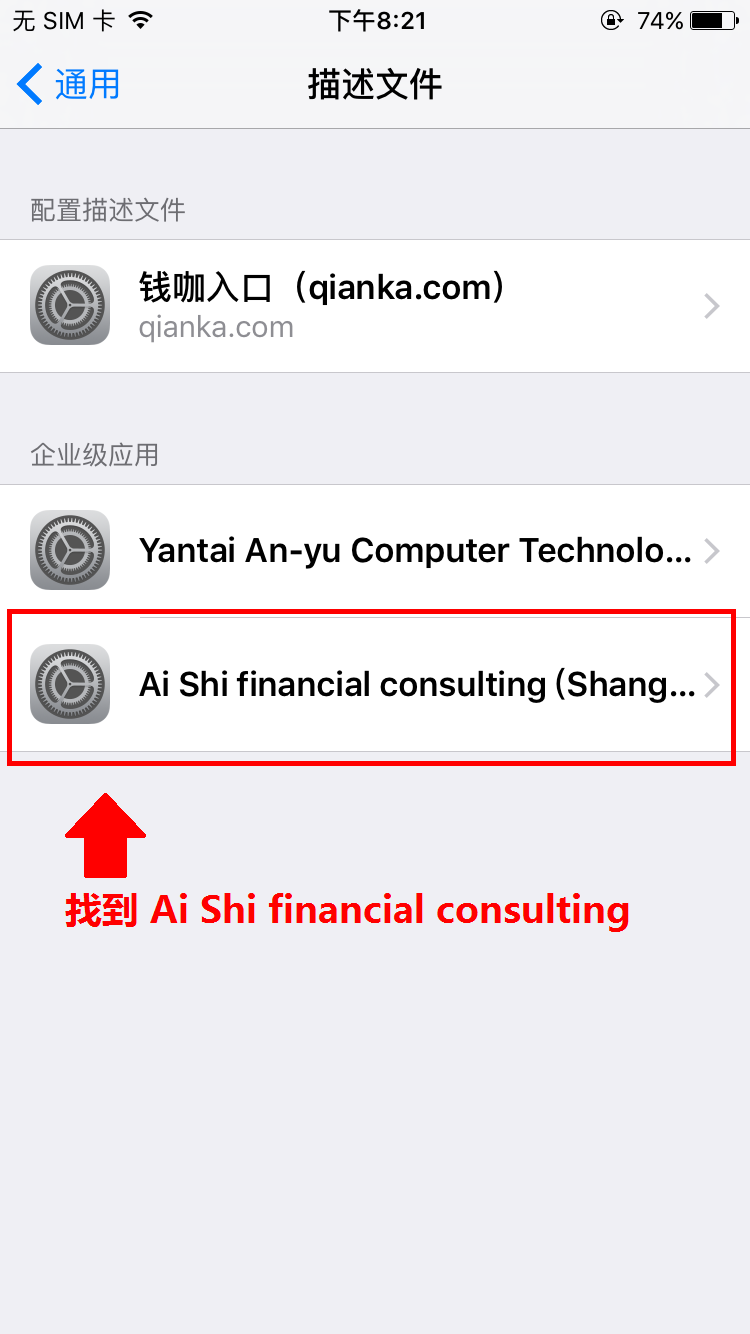 无 SIM 卡 下午8:21 74%
通用 描述文件
配置描述文件
钱咖入口（qianka.com）
qianka.com
企业级应用
Yantai An-yu Computer Technolo...
Ai Shi financial consulting (Shang...
找到 Ai Shi financial consulting